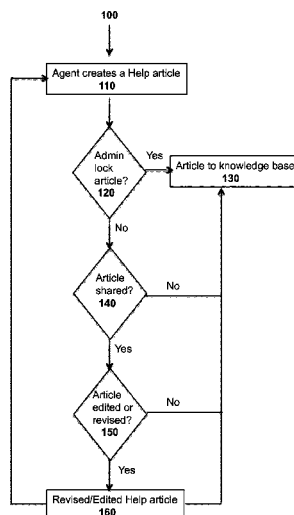 100
Agent creates a Help article
110
Admin
lock
article?
120
Yes
Article to knowledge base
130
No
Article
shared?
140
No
Yes
Article
edited or
revised?
150
No
Yes
Revised/Edited Help article
160